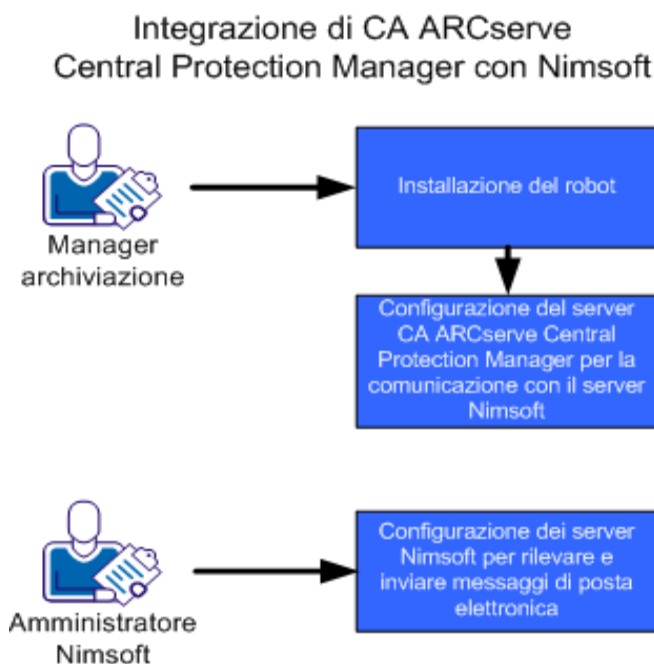 Integrazione di CA ARCserve
Central Protection Manager con Nimsoft
Installazione del robot
Manager
archiviazione
Configurazione del server
CA ARCserve Central
Protection Manager per la
comunicazione con il server
Nimsoft
Configurazione dei server
Nimsoft per rilevare e
inviare messaggi di posta
elettronica
Amministratore
Nimsoft